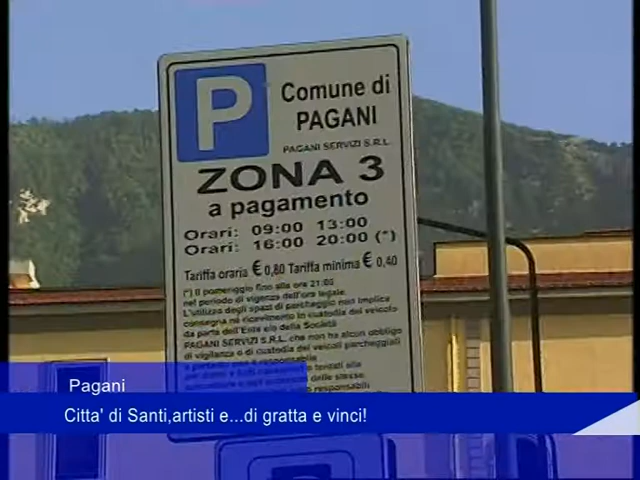 P
Comune di
PAGANI
PAGANI SERVIZI S.R.L.
ZONA 3
a pagamento
Orari: 09:00 13:00
Orari: 16:00 20:00 (*)
Tariffa oraria €0,80 Tariffa minima €0,40
(*) Il pomeriggio fino alla ore 21:00
nel periodo di vigenza dell'ora legale.
L'utilizzo degli spazi di parcheggio non implica
consegna nè ricevimento in custodia del veicolo
da parte dell'Ente e/o della Società
PAGANI SERVIZI S.R.L. che non ha alcun obbligo
di vigilanza o di custodia dei veicoli parcheggiati
Pagani
Citta' di Santi,artisti e...di gratta e vinci!